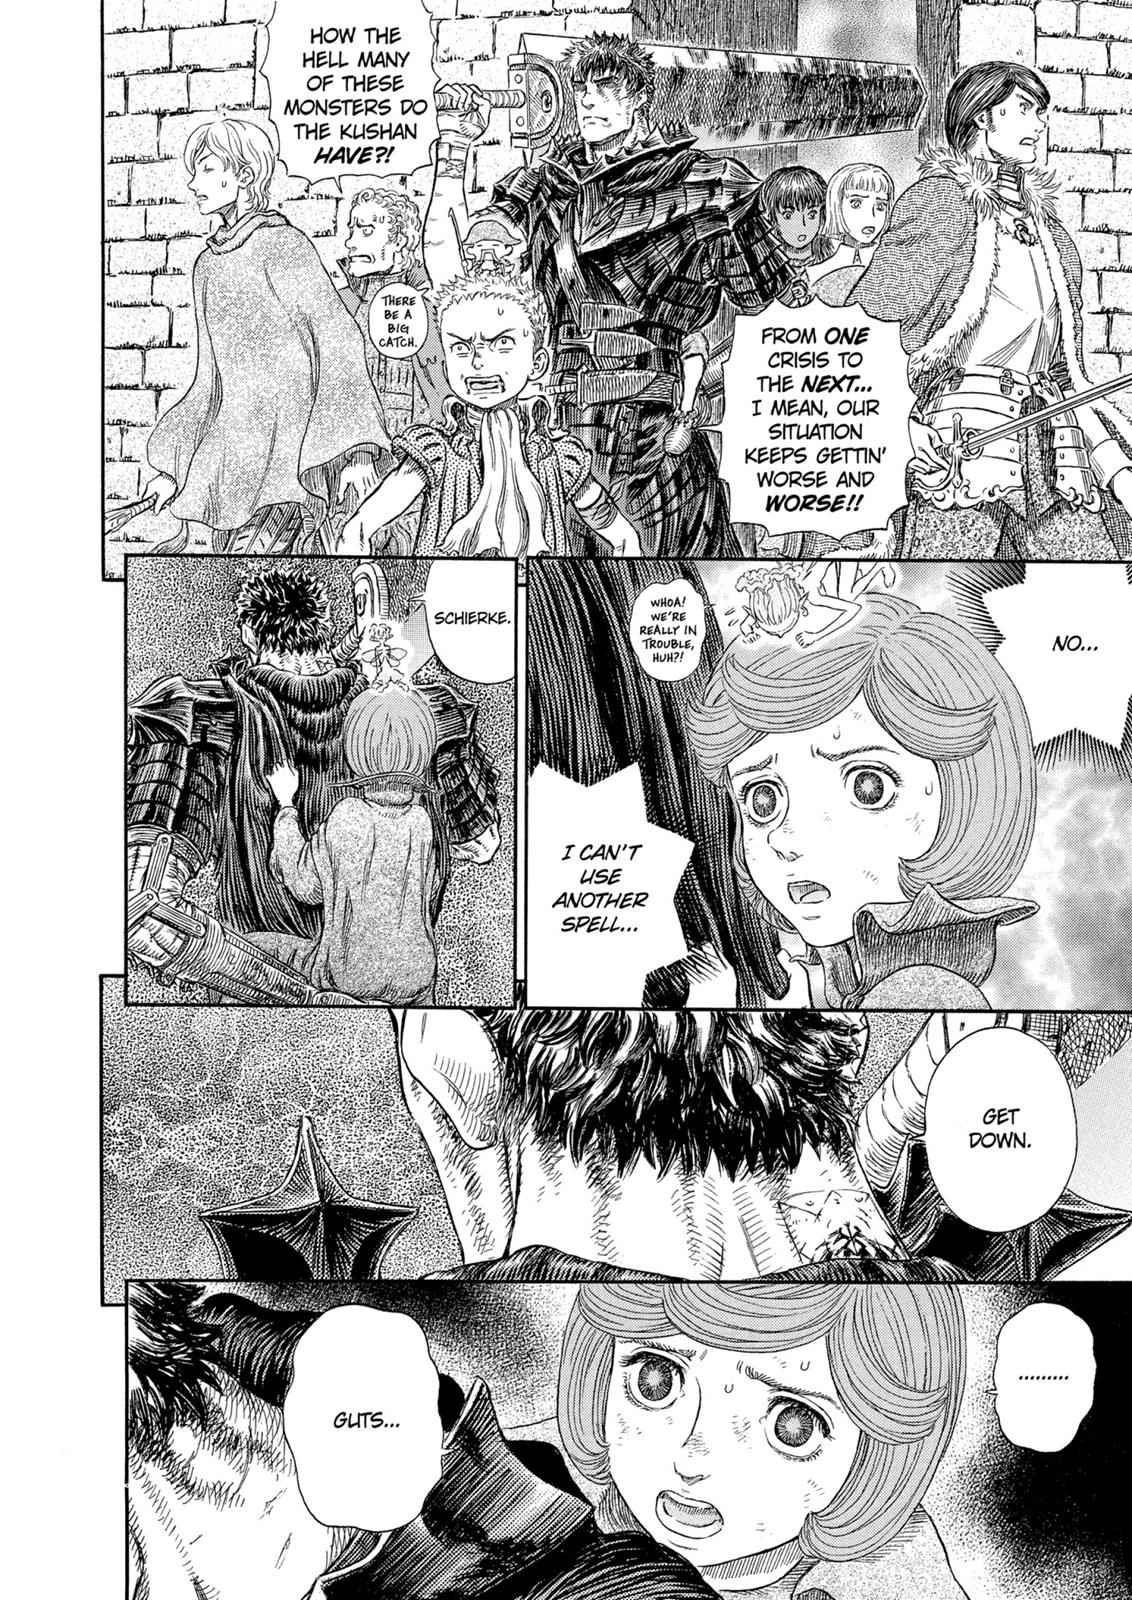 FROM ONE
CRISIS TO
THE NEXT...
I MEAN, OUR
SITUATION
KEEPS GETTIN'
WORSE AND
WORSE!!
HOW THE
HELL MANY
OF THESE
MONSTERS DO
THE KUSHAN
HAVE?!
THERE
BE A
BIG
CATCH.
NO...
WHOA!
WE'RE
REALLY IN
TROUBLE,
HUH?!
I CAN'T
USE
ANOTHER
SPELL...
SCHIERKE.
GET
DOWN.
.........
GUTS...